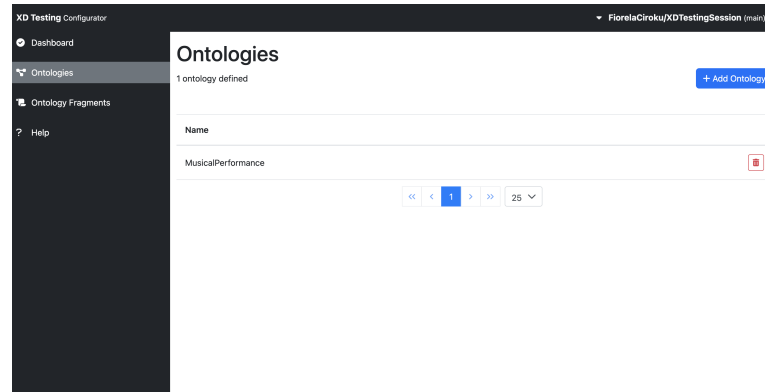 XD Testing Configurator
FiorelaCiroku/XDTestingSession (main)
Dashboard
Ontologies
Ontology Fragments
? Help
Ontologies
1 ontology defined
+ Add Ontology
Name
MusicalPerformance
« < 1 > » 25